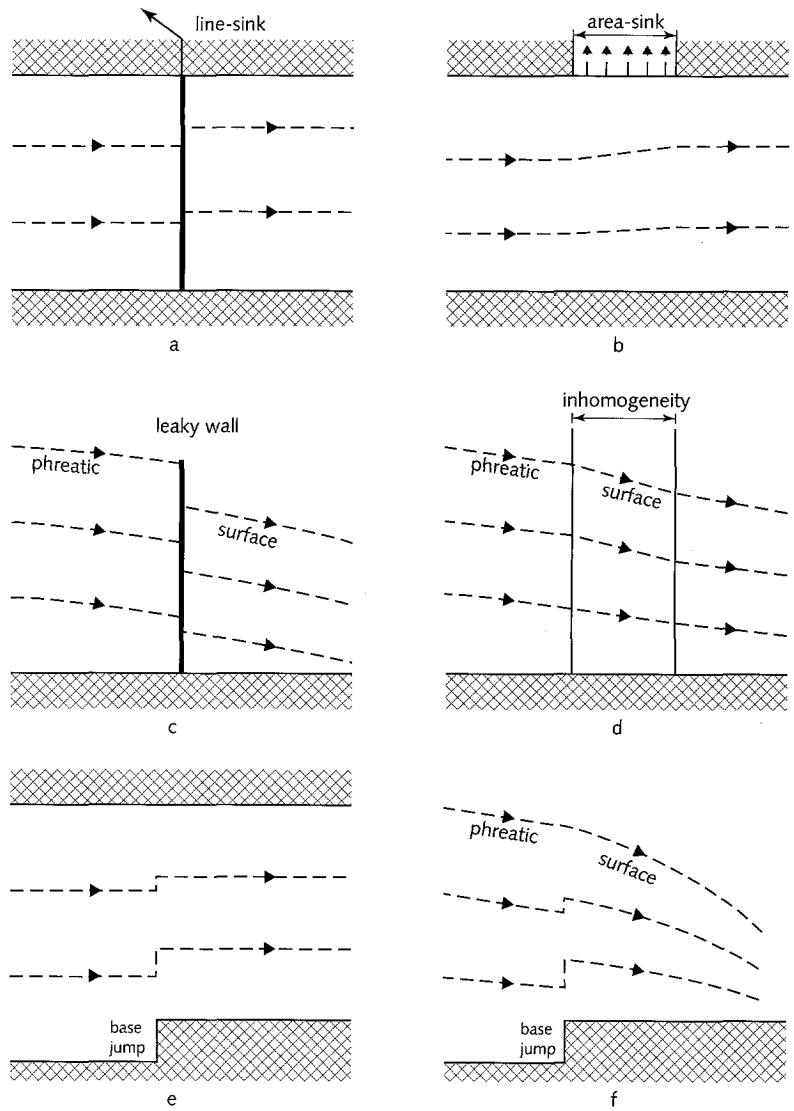 line-sink
area-sink
a
b
leaky wall
phreatic
surface
inhomogeneity
phreatic
surface
c
d
base
jump
e
phreatic
surface
base
jump
f